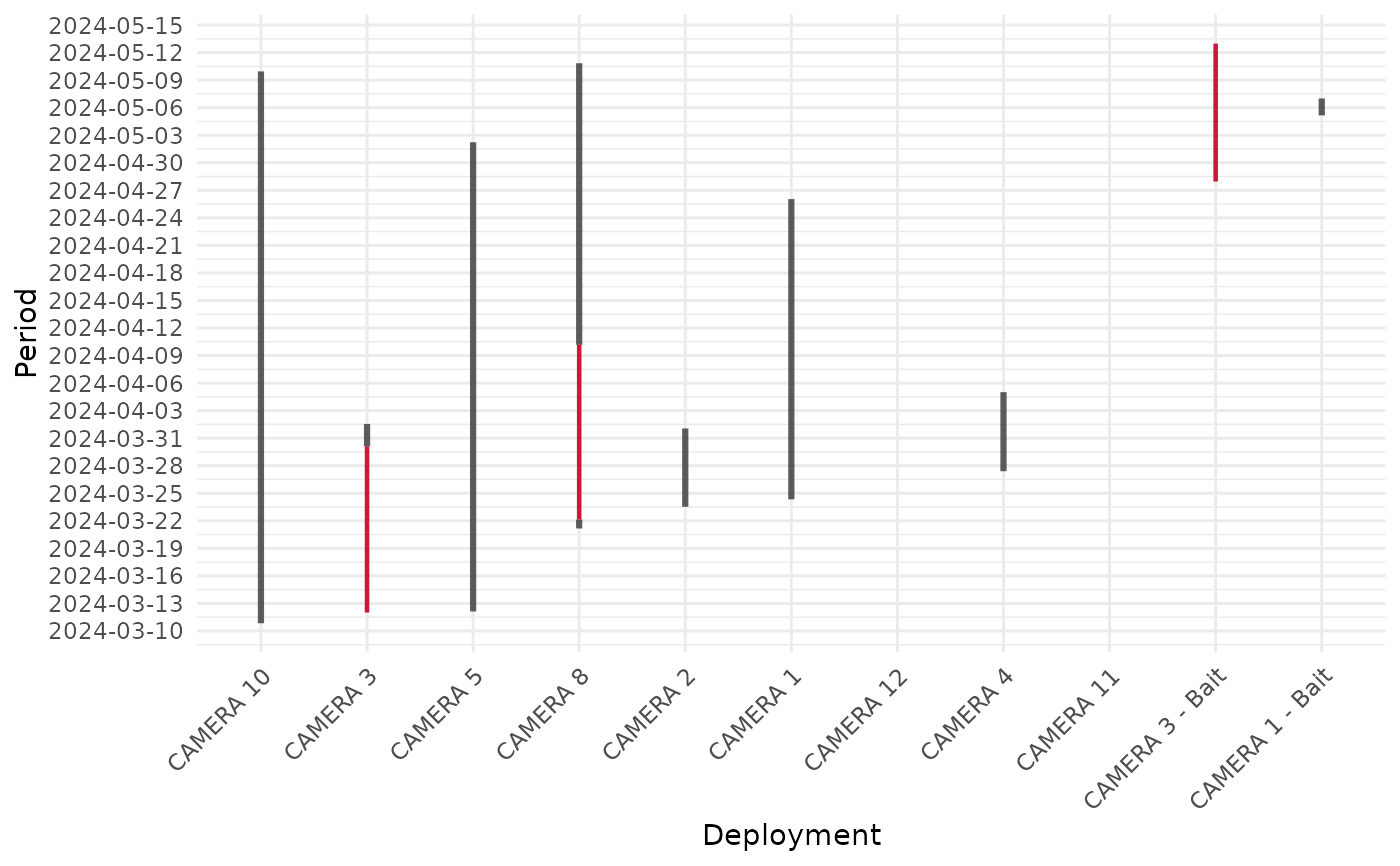 2024-05-15
2024-05-12
2024-05-09
2024-05-06
2024-05-03
2024-04-30
2024-04-27
2024-04-24
2024-04-21
2024-04-18
2024-04-15
2024-04-12
2024-04-09
2024-04-06
2024-04-03
2024-03-31
2024-03-28
2024-03-25
2024-03-22
2024-03-19
2024-03-16
2024-03-13
2024-03-10
Period
CAMERA 10
CAMERA 3
CAMERA 5
CAMERA 8
CAMERA 2
CAMERA 1
CAMERA 12
CAMERA 4
CAMERA 11
CAMERA 3 - Bait
CAMERA 1 - Bait
Deployment